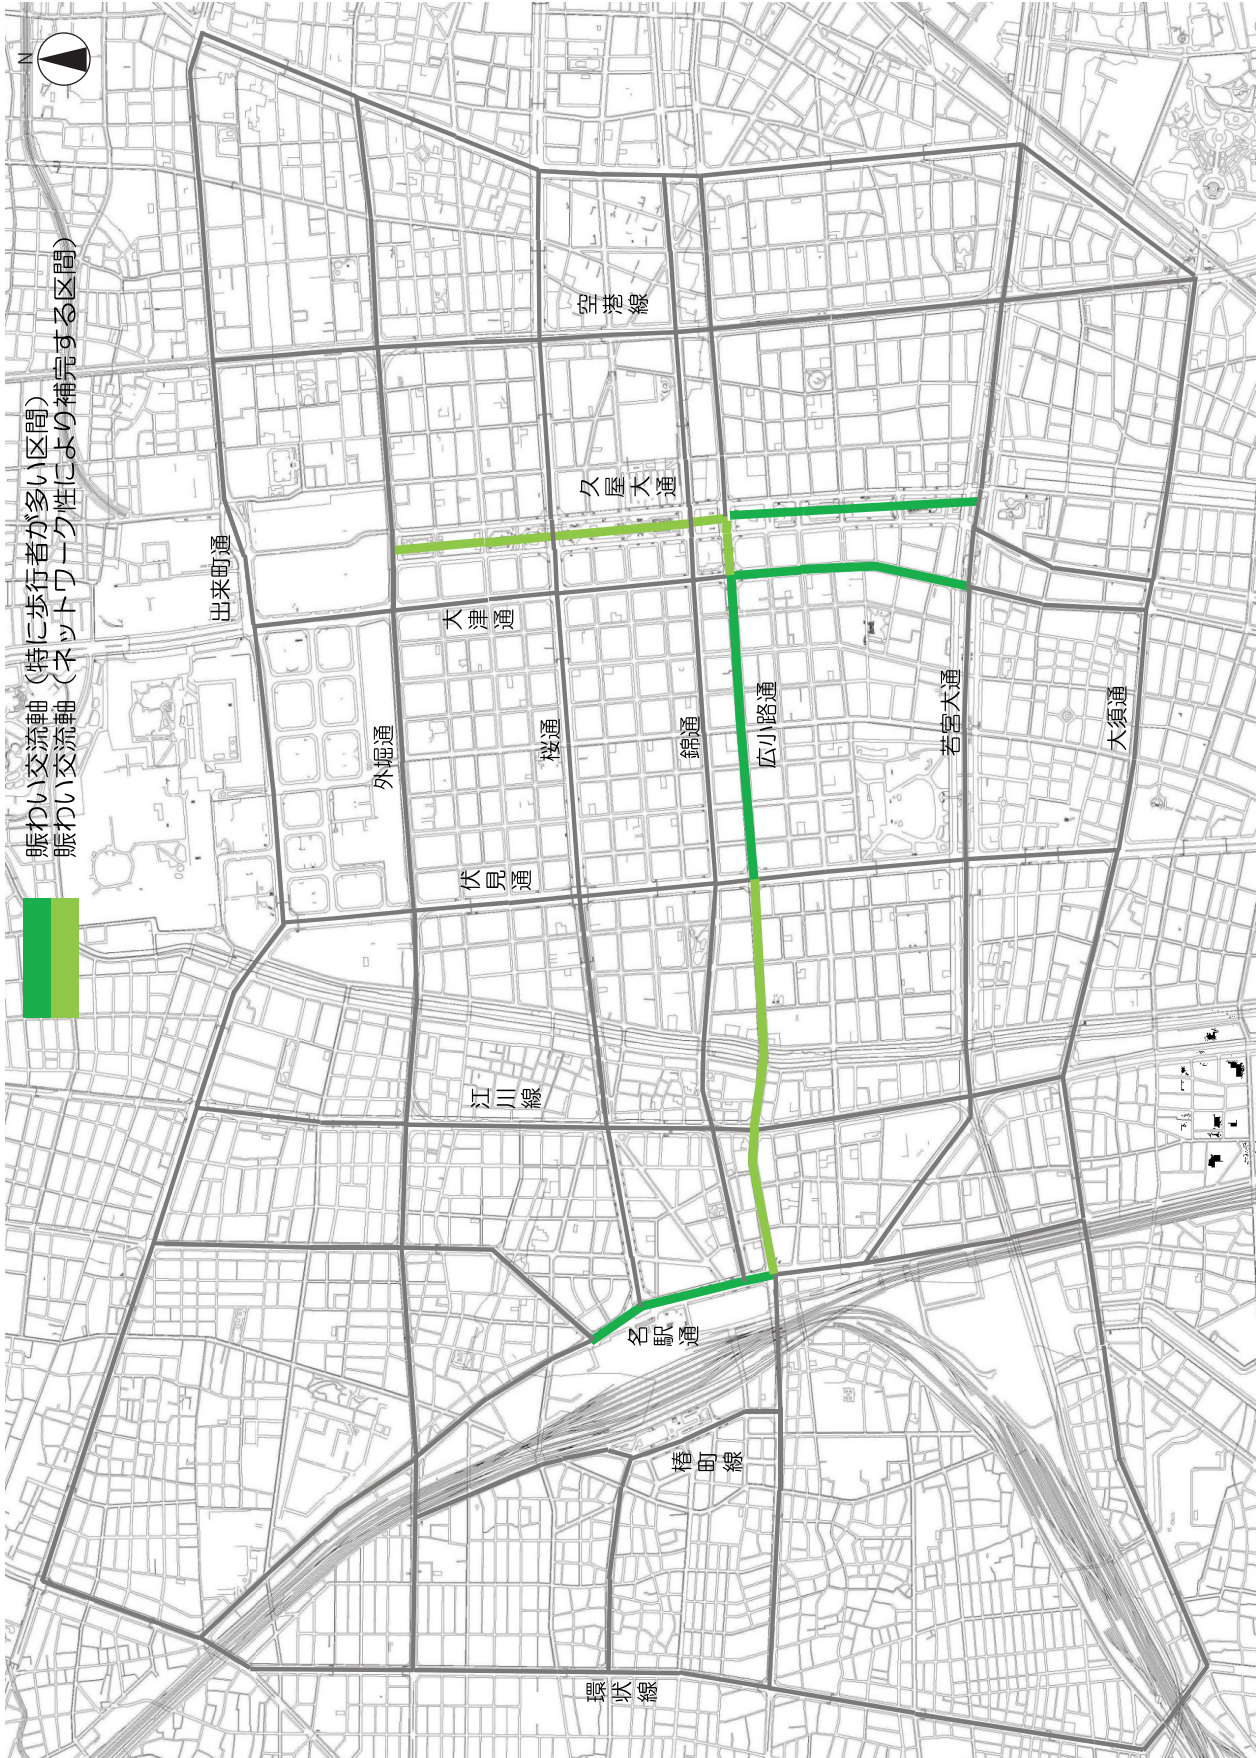 N
賑わい交流軸(特に歩行者が多い区間)
賑わい交流軸(ネットワーク性により補完する区間)
出来町通
外堀通
桜通
錦通
広小路通
若宮大通
大須通
環状線
椿町線
名駅通
江川線
伏見通
大津通
久屋大通
空港線